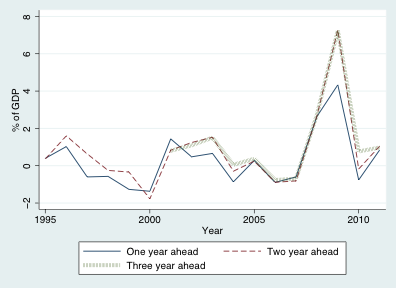 8
6
4
2
0
−2
% of GDP
1995 2000 2005 2010
Year
One year ahead Two year ahead
Three year ahead